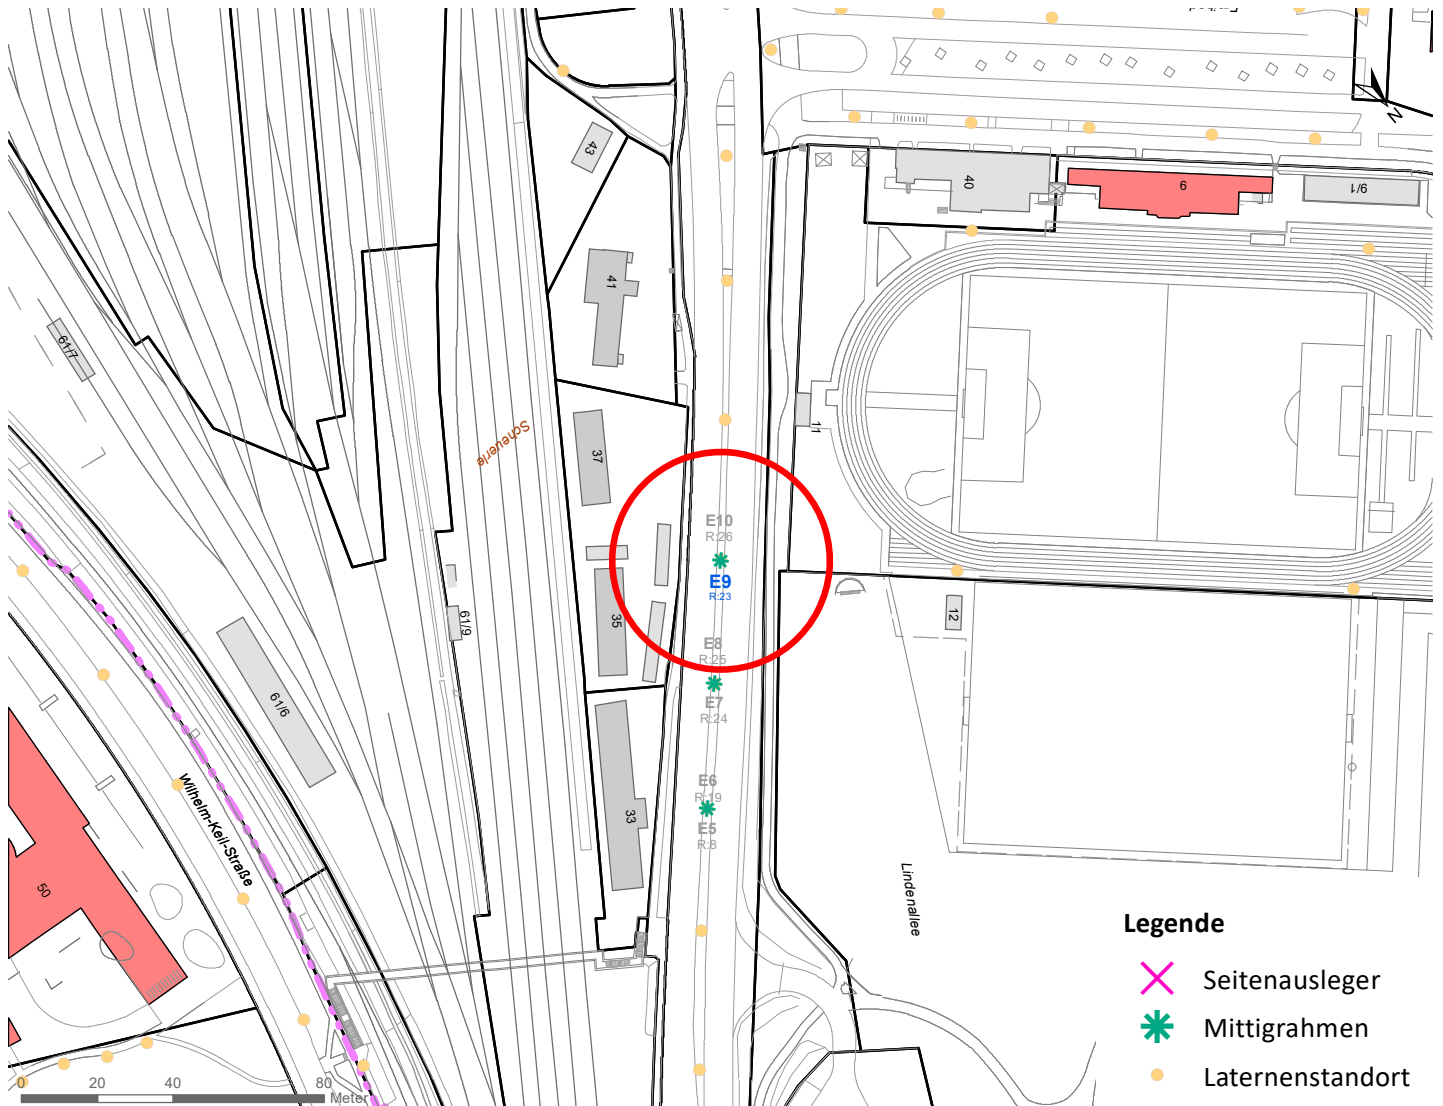 N
43
40
6
6/1
41
61/7
Scheuerle
37
11
E10
R:26
E9
R:23
35
61/9
12
E8
R:25
E7
R:24
61/6
E6
R:19
E5
R:8
33
Wilhelm-Keil-Straße
50
Lindenallee
Legende
Seitenausleger
Mittigrahmen
Laternenstandort
0 20 40 80
Meter